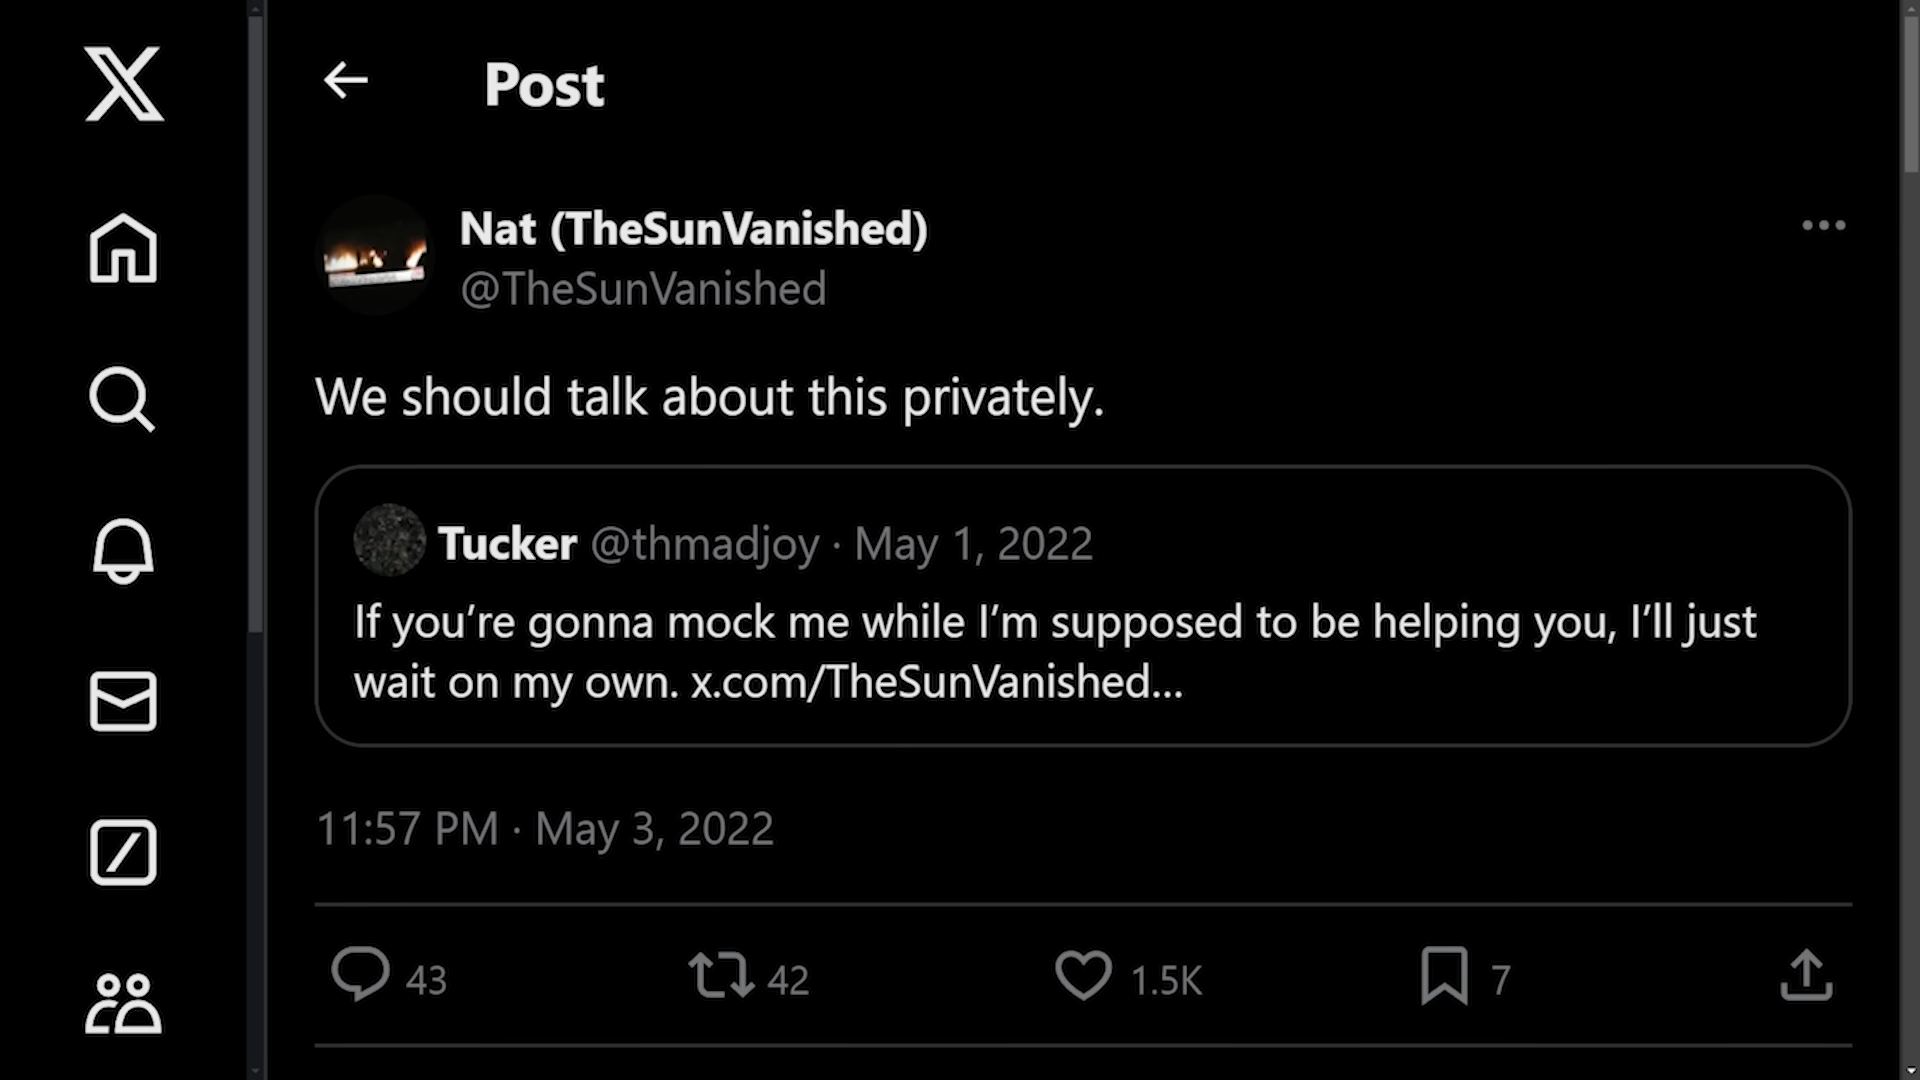 Post
Nat (TheSunVanished)
@TheSunVanished
We should talk about this privately.
Tucker @thmadjoy · May 1, 2022
If you’re gonna mock me while I’m supposed to be helping you, I’ll just
wait on my own. x.com/TheSunVanished…
11:57 PM · May 3, 2022
43 42 1.5K 7